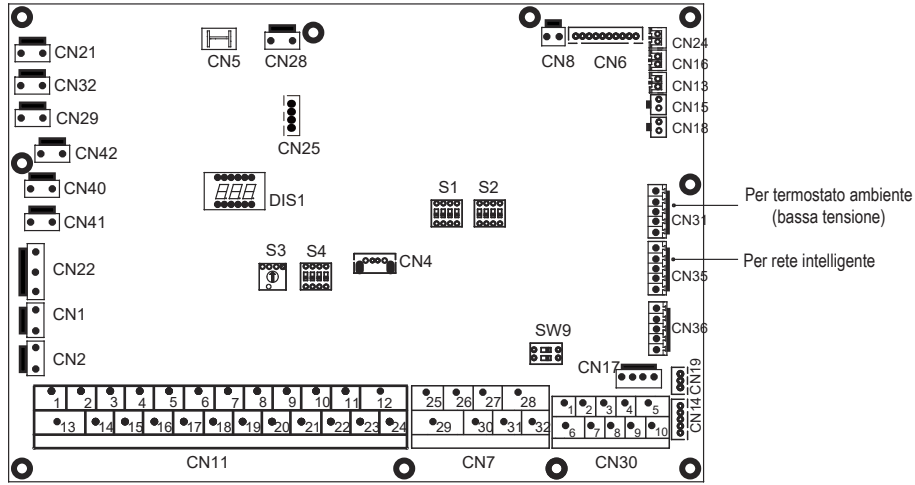 CN21
CN5
CN28
CN8
CN6
CN24
CN16
CN13
CN15
CN18
CN32
CN29
CN42
CN25
CN40
CN41
DIS1
S1
S2
CN31
Per termostato ambiente
(bassa tensione)
CN22
S3
S4
CN4
CN35
Per rete intelligente
CN1
CN2
SW9
CN36
CN17
CN19
CN14
1 2 3 4 5 6 7 8 9 10 11 12
13 14 15 16 17 18 19 20 21 22 23 24
CN11
25 26 27 28
29 30 31 32
CN7
1 2 3 4 5
6 7 8 9 10
CN30